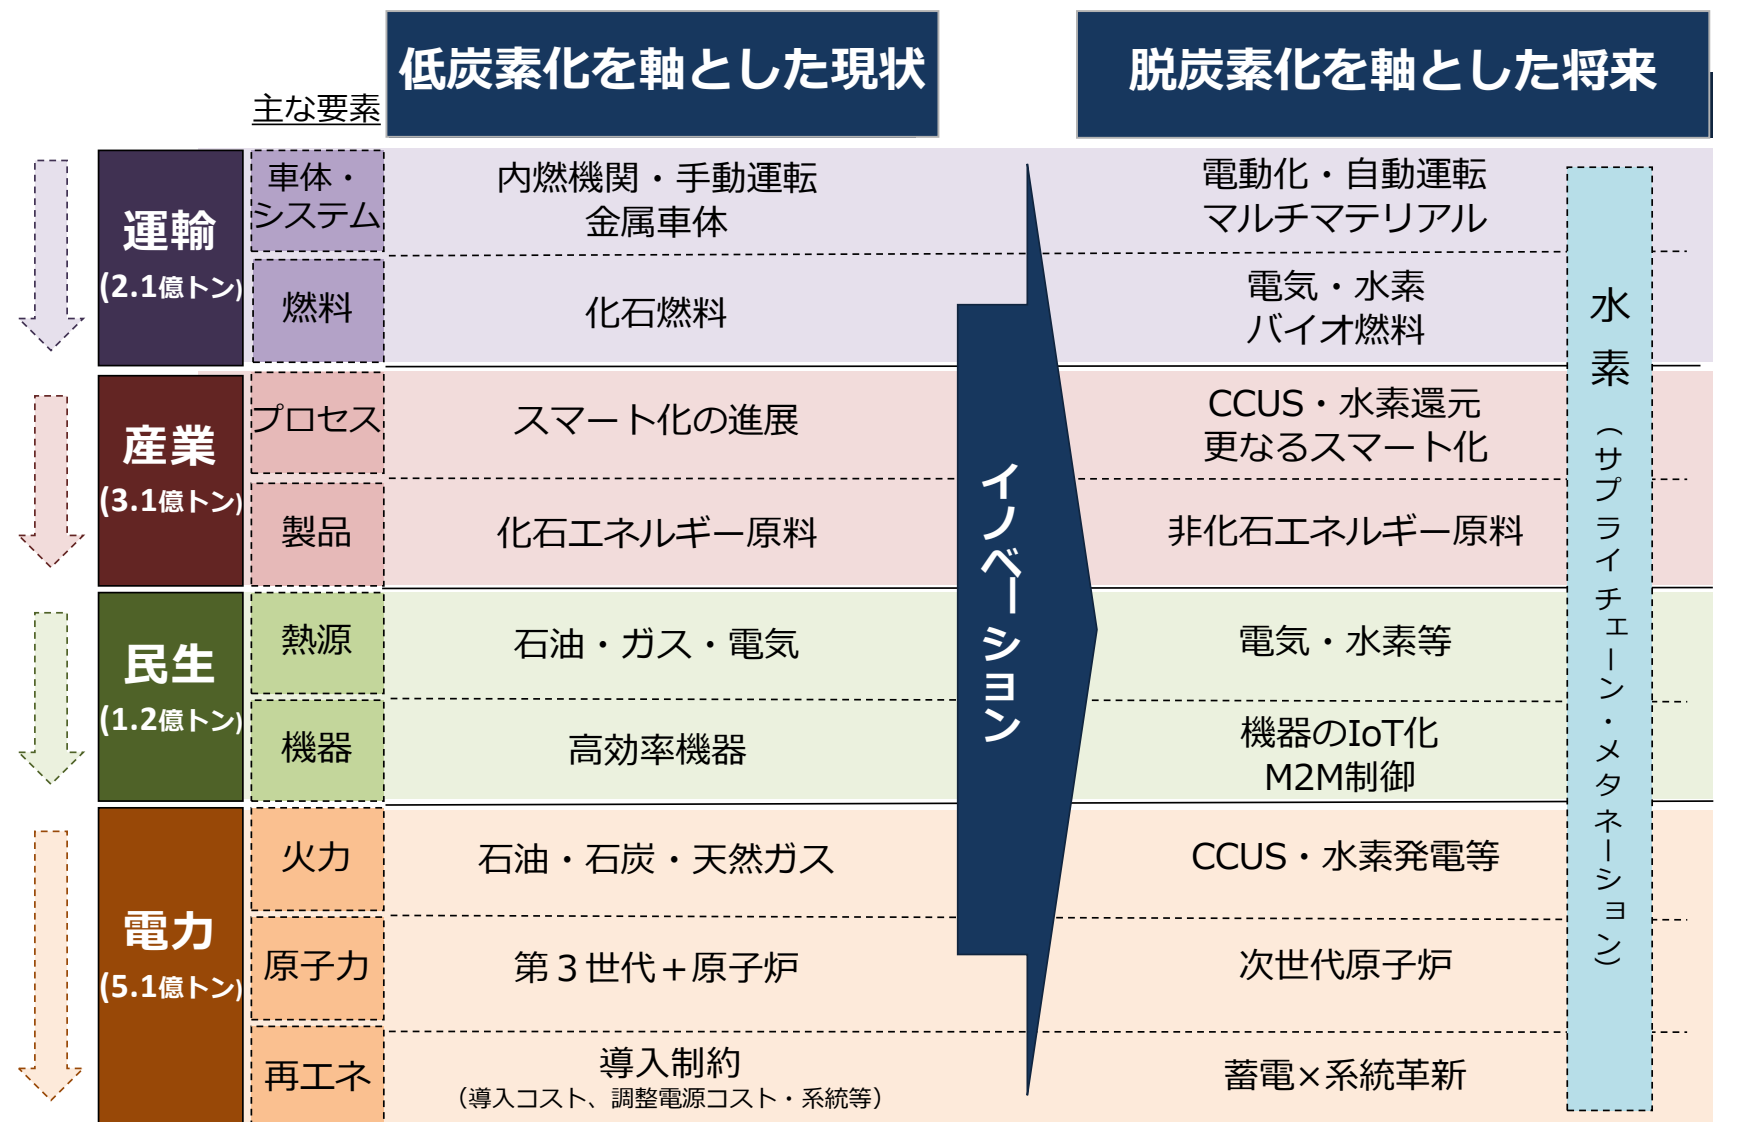 低炭素化を軸とした現状
脱炭素化を軸とした将来
主な要素
運輸
(2.1億トン)
車体・
システム
内燃機関・手動運転
金属車体
電動化・自動運転
マルチマテリアル
燃料
化石燃料
電気・水素
バイオ燃料
産業
(3.1億トン)
プロセス
スマート化の進展
CCUS・水素還元
更なるスマート化
製品
化石エネルギー原料
非化石エネルギー原料
民生
(1.2億トン)
熱源
石油・ガス・電気
電気・水素等
機器
高効率機器
機器のIoT化
M2M制御
電力
(5.1億トン)
火力
石油・石炭・天然ガス
CCUS・水素発電等
原子力
第3世代+原子炉
次世代原子炉
再エネ
導入制約
（導入コスト、調整電源コスト・系統等）
蓄電×系統革新
イノベーション
水素（サプライチェーン・メタネーション）